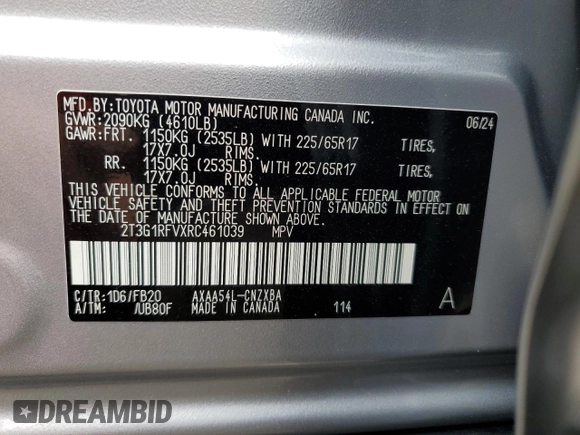 MFD.BY:TOYOTA MOTOR MANUFACTURING CANADA INC.
GVWR:2090KG (4610LB) 06/24
GAWR:FRT. 1150KG (2535LB) WITH 225/65R17 TIRES,
17X7.0J RIMS.
RR. 1150KG (2535LB) WITH 225/65R17 TIRES,
17X7.0J RIMS.
THIS VEHICLE CONFORMS TO ALL APPLICABLE FEDERAL MOTOR
VEHICLE SAFETY AND THEFT PREVENTION STANDARDS IN EFFECT ON
THE DATE OF MANUFACTURE SHOWN ABOVE.
2T3G1RFVXRC461039 MPV
C/TR:1D6/FB20 AXAA54L-CNZXBA A
A/TM: /UB80F MADE IN CANADA 114
DREAMBID